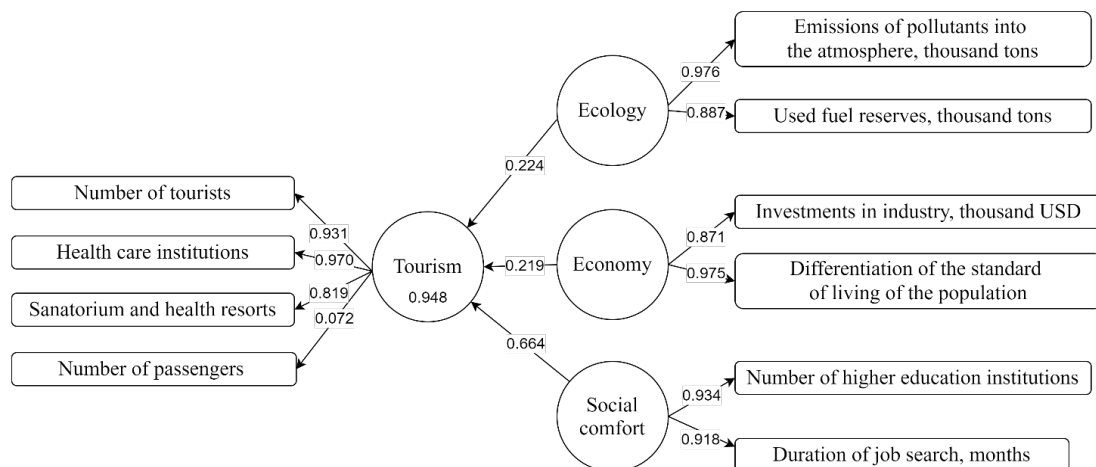 Emissions of pollutants into
the atmosphere, thousand tons
0.976
Ecology
0.887
Used fuel reserves, thousand tons
0.224
Number of tourists
0.931
Health care institutions
0.970
Sanatorium and health resorts
0.819
0.072
Number of passengers
Tourism
0.948
0.219
Economy
Investments in industry, thousand USD
0.871
0.975
Differentiation of the standard
of living of the population
0.664
Social
comfort
Number of higher education institutions
0.934
0.918
Duration of job search, months